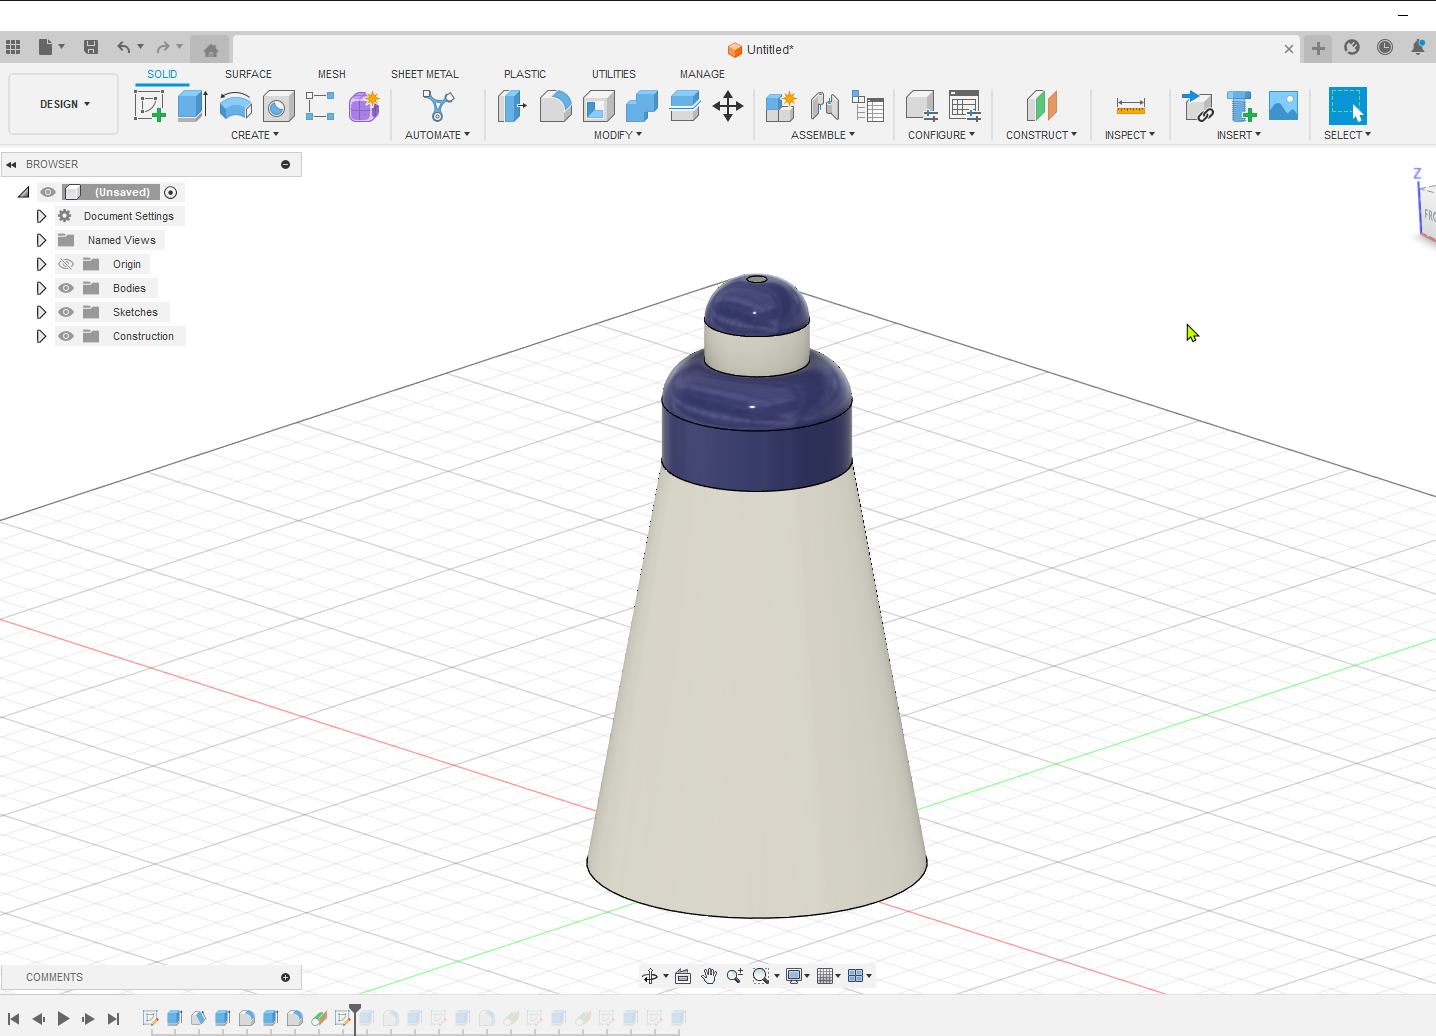 Untitled*
SOLID SURFACE MESH SHEET METAL PLASTIC UTILITIES MANAGE
DESIGN
CREATE AUTOMATE MODIFY ASSEMBLE CONFIGURE CONSTRUCT INSPECT INSERT SELECT
BROWSER
(Unsaved)
Document Settings
Named Views
Origin
Bodies
Sketches
Construction
Z
COMMENTS